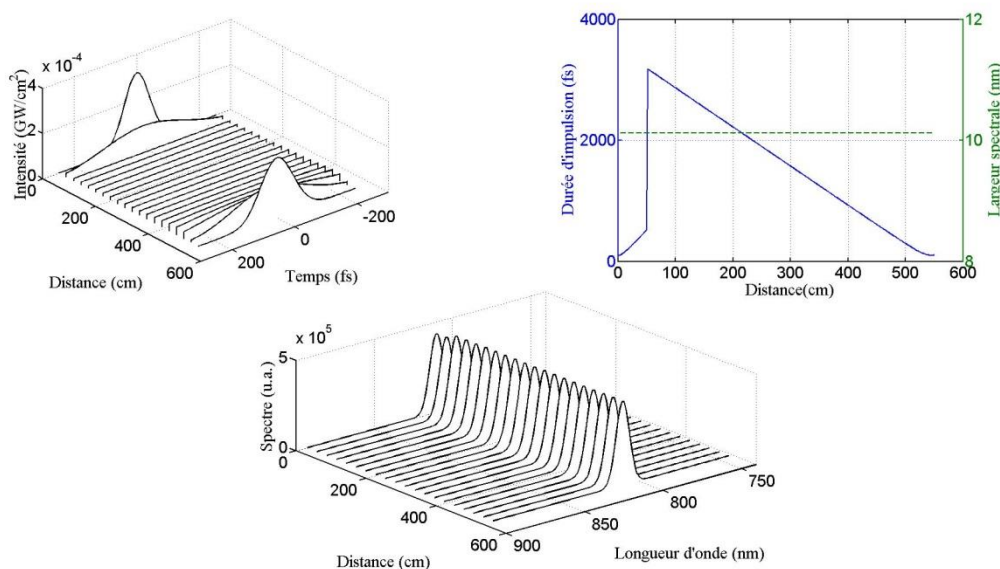 x 10⁻⁴
Intensité (GW/cm²)
4
2
0
0
200
400
600
Distance (cm)
200
0
-200
Temps (fs)
4000
2000
0
Durée d'impulsion (fs)
0 100 200 300 400 500 600
Distance(cm)
12
10
8
Largeur spectrale (nm)
x 10⁵
Spectre (u.a.)
5
0
0
200
400
600
Distance (cm)
900
850
800
750
Longueur d'onde (nm)